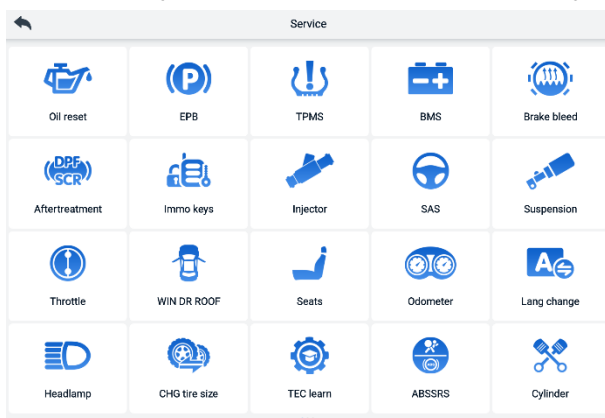 Service
Oil reset
EPB
TPMS
BMS
Brake bleed
Aftertreatment
Immo keys
Injector
SAS
Suspension
Throttle
WIN DR ROOF
Seats
Odometer
Lang change
Headlamp
CHG tire size
TEC learn
ABSSRS
Cylinder
(P)
DPF
SCR
A